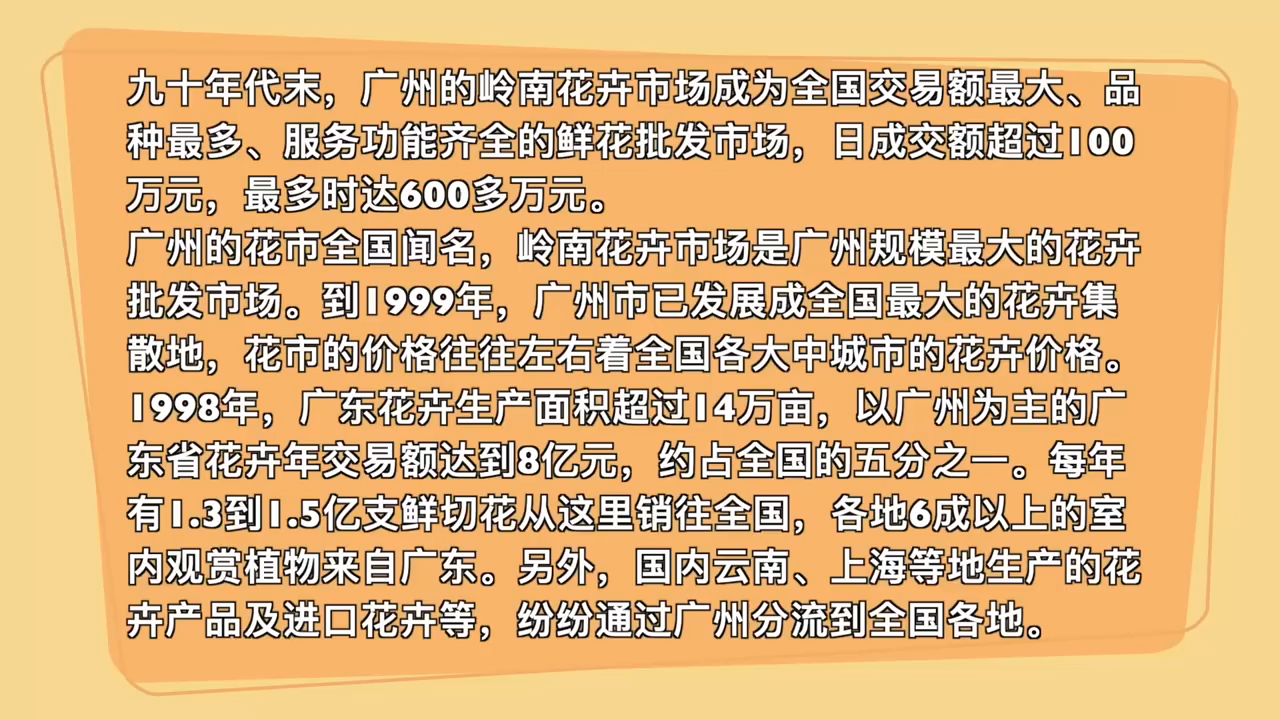 九十年代末，广州的岭南花卉市场成为全国交易额最大、品
种最多、服务功能齐全的鲜花批发市场，日成交额超过100
万元，最多时达600多万元。
广州的花市全国闻名，岭南花卉市场是广州规模最大的花卉
批发市场。到1999年，广州市已发展成全国最大的花卉集
散地，花市的价格往往左右着全国各大中城市的花卉价格。
1998年，广东花卉生产面积超过14万亩，以广州为主的广
东省花卉年交易额达到8亿元，约占全国的五分之一。每年
有1.3到1.5亿支鲜切花从这里销往全国，各地6成以上的室
内观赏植物来自广东。另外，国内云南、上海等地生产的花
卉产品及进口花卉等，纷纷通过广州分流到全国各地。